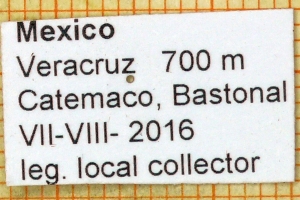 Mexico
Veracruz 700 m
Catemaco, Bastonal
VII-VIII- 2016
leg. local collector